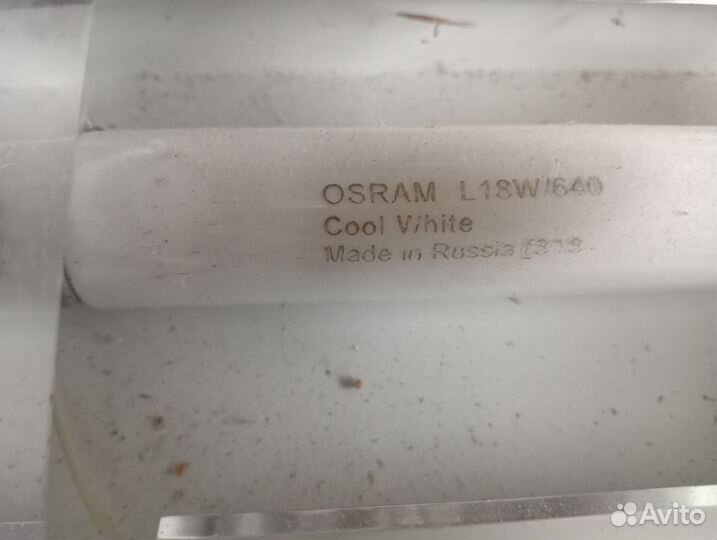 OSRAM L18W/640
Cool White
Made in Russia
Avito